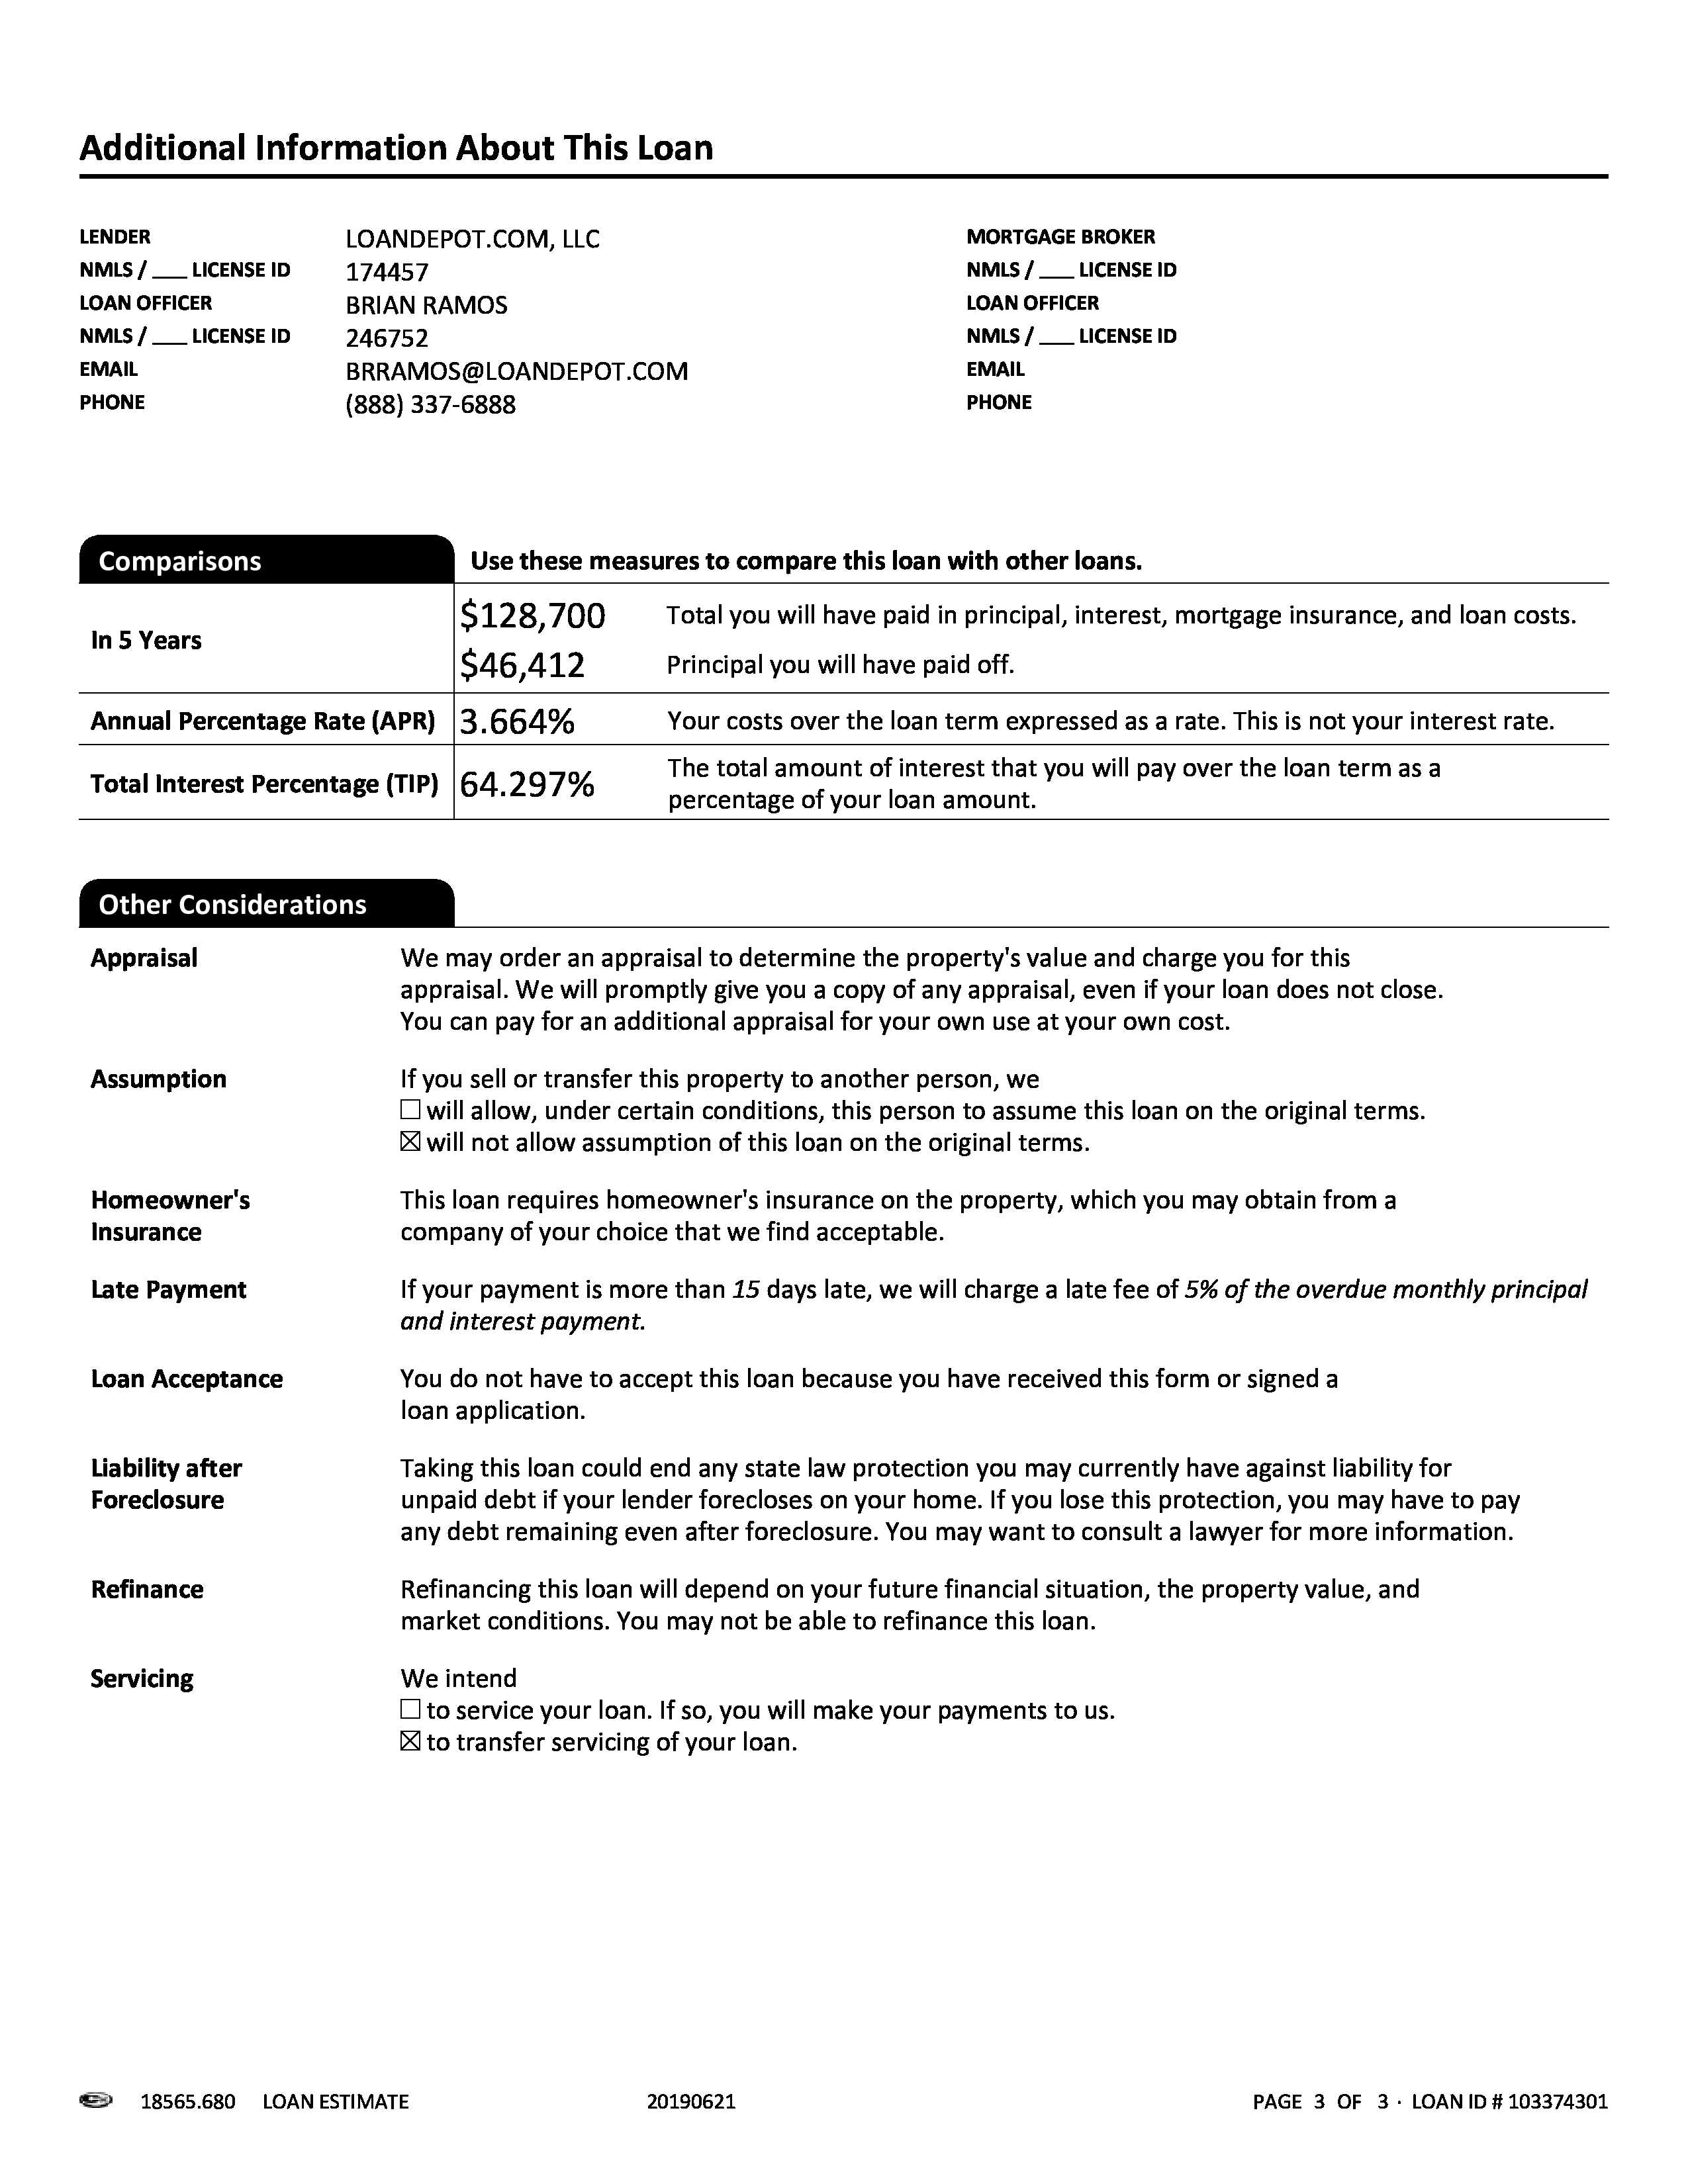 Additional Information About This Loan
LENDER LOANDEPOT.COM, LLC
NMLS / ___ LICENSE ID 174457
LOAN OFFICER BRIAN RAMOS
NMLS / ___ LICENSE ID 246752
EMAIL BRRAMOS@LOANDEPOT.COM
PHONE (888) 337-6888
MORTGAGE BROKER
NMLS / ___ LICENSE ID
LOAN OFFICER
NMLS / ___ LICENSE ID
EMAIL
PHONE
Comparisons Use these measures to compare this loan with other loans.
In 5 Years
$128,700 Total you will have paid in principal, interest, mortgage insurance, and loan costs.
$46,412 Principal you will have paid off.
Annual Percentage Rate (APR) 3.664% Your costs over the loan term expressed as a rate. This is not your interest rate.
Total Interest Percentage (TIP) 64.297% The total amount of interest that you will pay over the loan term as a
percentage of your loan amount.
Other Considerations
Appraisal We may order an appraisal to determine the property's value and charge you for this
appraisal. We will promptly give you a copy of any appraisal, even if your loan does not close.
You can pay for an additional appraisal for your own use at your own cost.
Assumption If you sell or transfer this property to another person, we
☐ will allow, under certain conditions, this person to assume this loan on the original terms.
☒ will not allow assumption of this loan on the original terms.
Homeowner's This loan requires homeowner's insurance on the property, which you may obtain from a
Insurance company of your choice that we find acceptable.
Late Payment If your payment is more than 15 days late, we will charge a late fee of 5% of the overdue monthly principal
and interest payment.
Loan Acceptance You do not have to accept this loan because you have received this form or signed a
loan application.
Liability after Taking this loan could end any state law protection you may currently have against liability for
Foreclosure unpaid debt if your lender forecloses on your home. If you lose this protection, you may have to pay
any debt remaining even after foreclosure. You may want to consult a lawyer for more information.
Refinance Refinancing this loan will depend on your future financial situation, the property value, and
market conditions. You may not be able to refinance this loan.
Servicing We intend
☐ to service your loan. If so, you will make your payments to us.
☒ to transfer servicing of your loan.
18565.680 LOAN ESTIMATE 20190621 PAGE 3 OF 3 · LOAN ID # 103374301